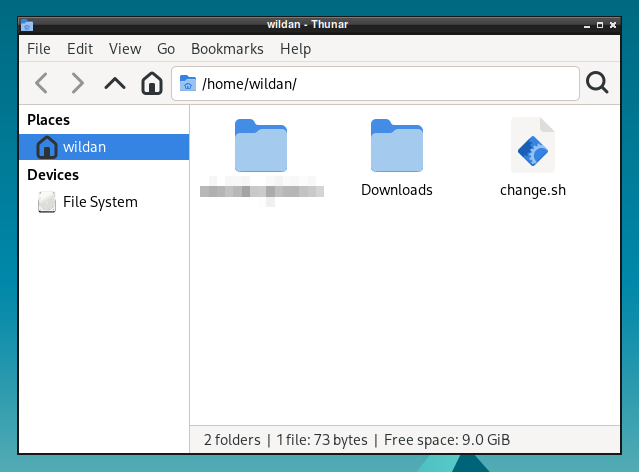 wildan - Thunar
File Edit View Go Bookmarks Help
/home/wildan/
Places
wildan
Devices
File System
Downloads
change.sh
2 folders | 1 file: 73 bytes | Free space: 9.0 GiB